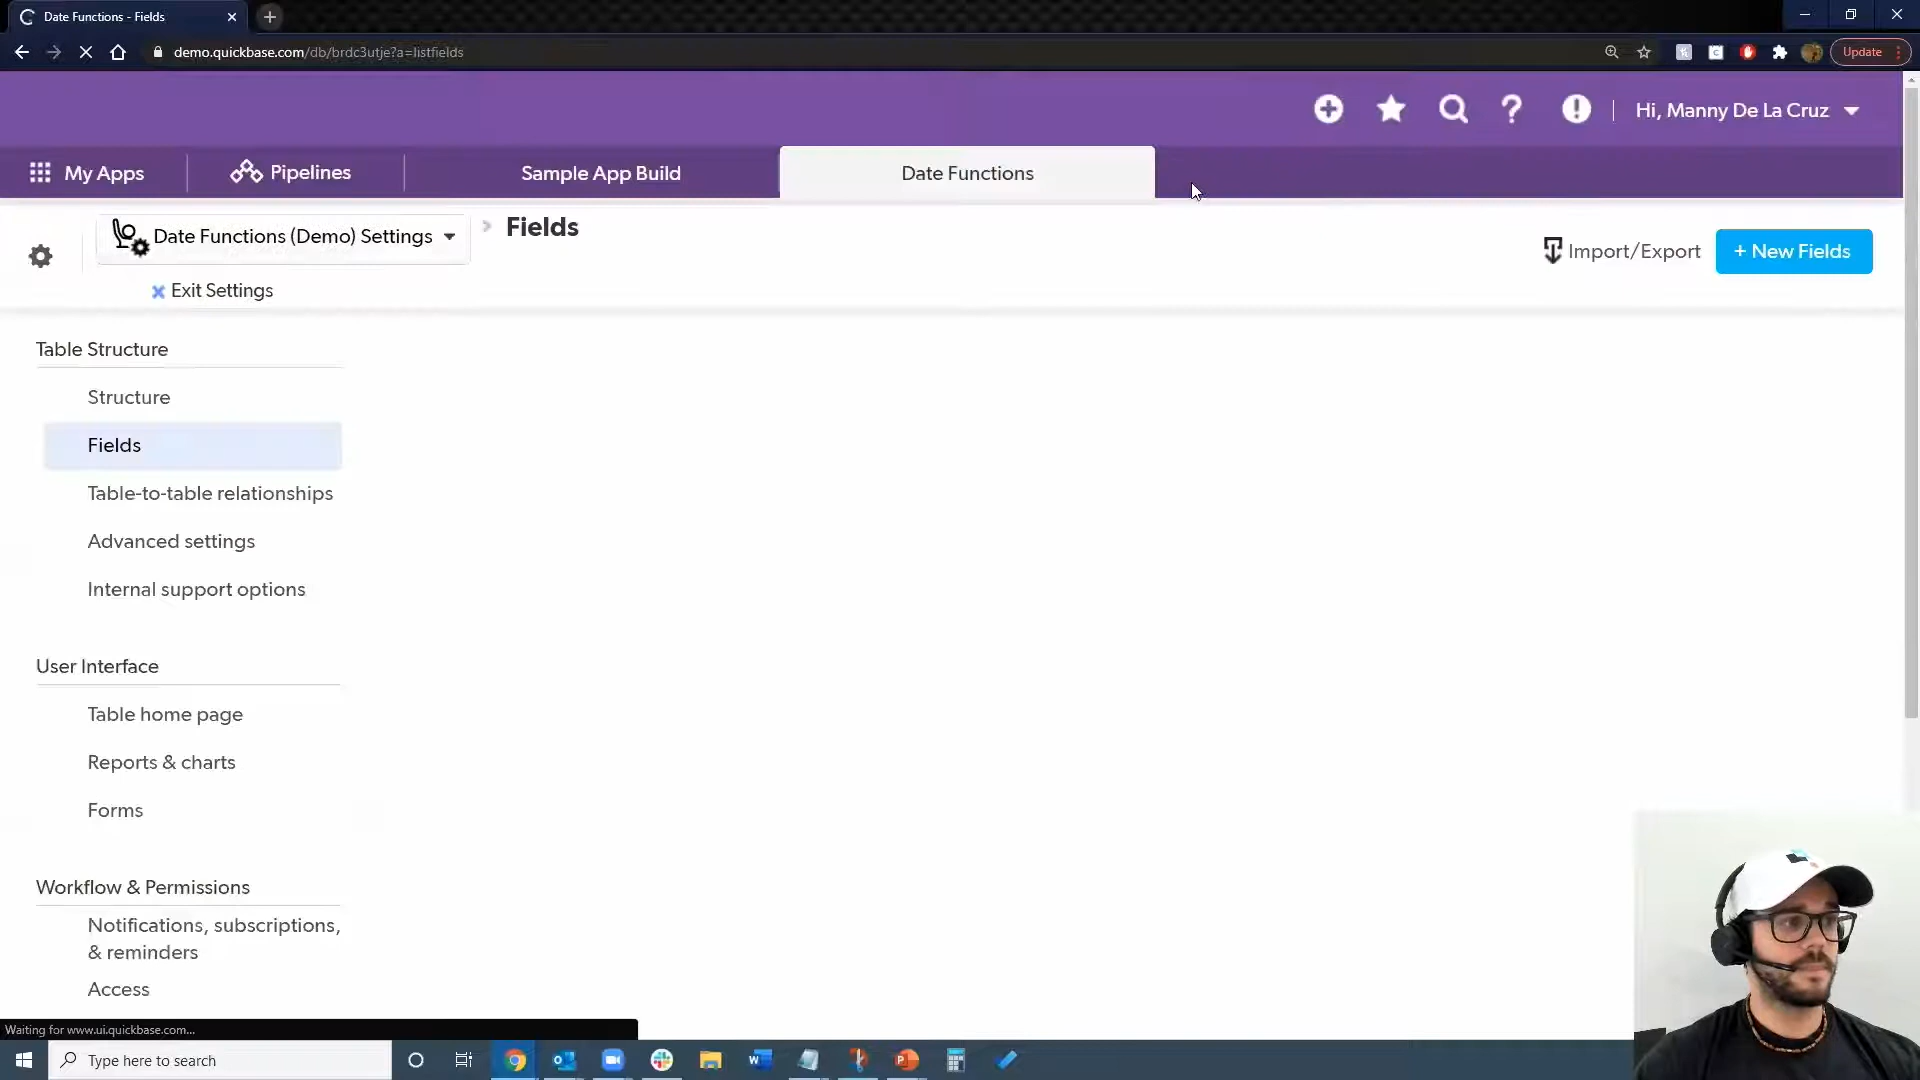 Date Functions - Fields
demo.quickbase.com/db/brdc3utje?a=listfields
Update
Hi, Manny De La Cruz
My Apps
Pipelines
Sample App Build
Date Functions
Date Functions (Demo) Settings
Fields
Import/Export
+ New Fields
Exit Settings
Table Structure
Structure
Fields
Table-to-table relationships
Advanced settings
Internal support options
User Interface
Table home page
Reports & charts
Forms
Workflow & Permissions
Notifications, subscriptions,
& reminders
Access
Waiting for www.ui.quickbase.com...
Type here to search